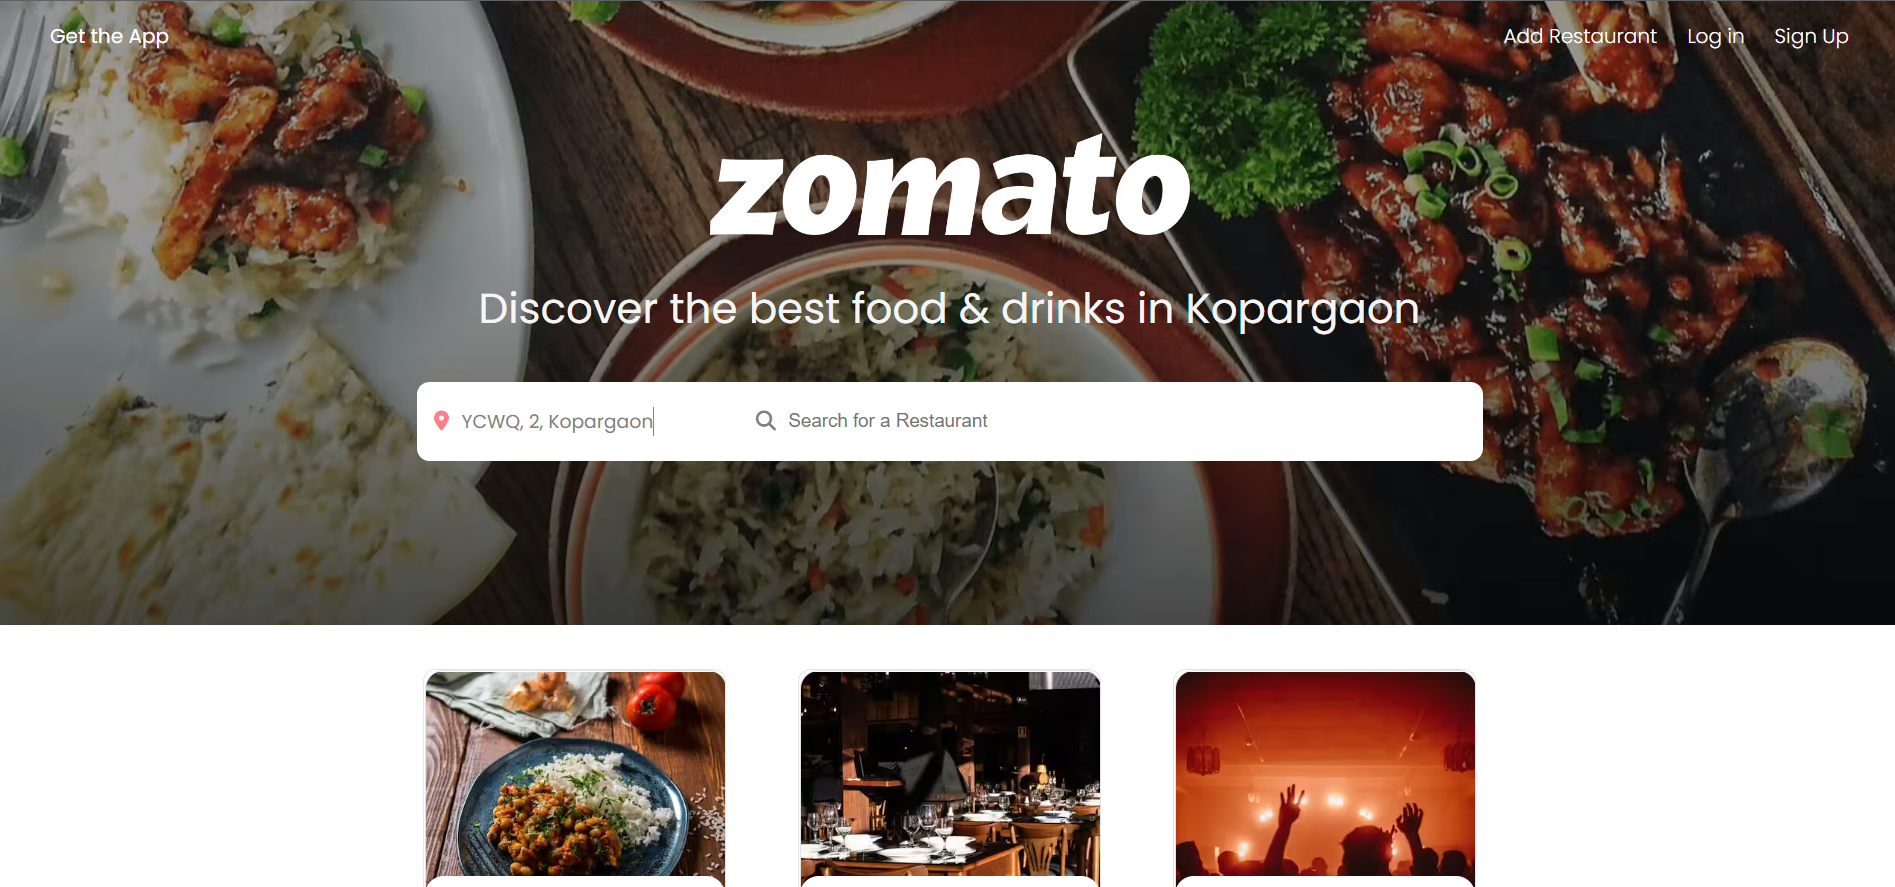 Get the App
Add Restaurant
Log in
Sign Up
zomato
Discover the best food & drinks in Kopargaon
YCWQ, 2, Kopargaon
Search for a Restaurant